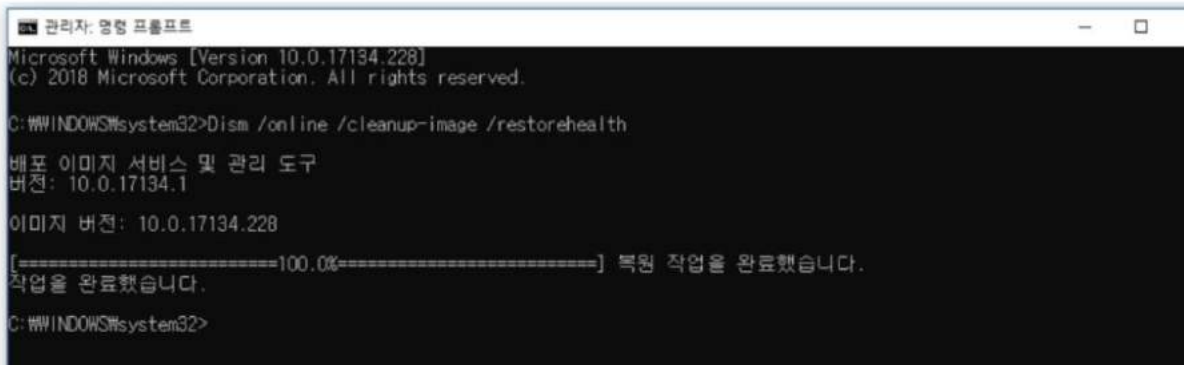 관리자: 명령 프롬프트
Microsoft Windows [Version 10.0.17134.228]
(c) 2018 Microsoft Corporation. All rights reserved.
C:₩WINDOWS₩system32>Dism /online /cleanup-image /restorehealth
배포 이미지 서비스 및 관리 도구
버전: 10.0.17134.1
이미지 버전: 10.0.17134.228
[==========================100.0%==========================] 복원 작업을 완료했습니다.
작업을 완료했습니다.
C:₩WINDOWS₩system32>